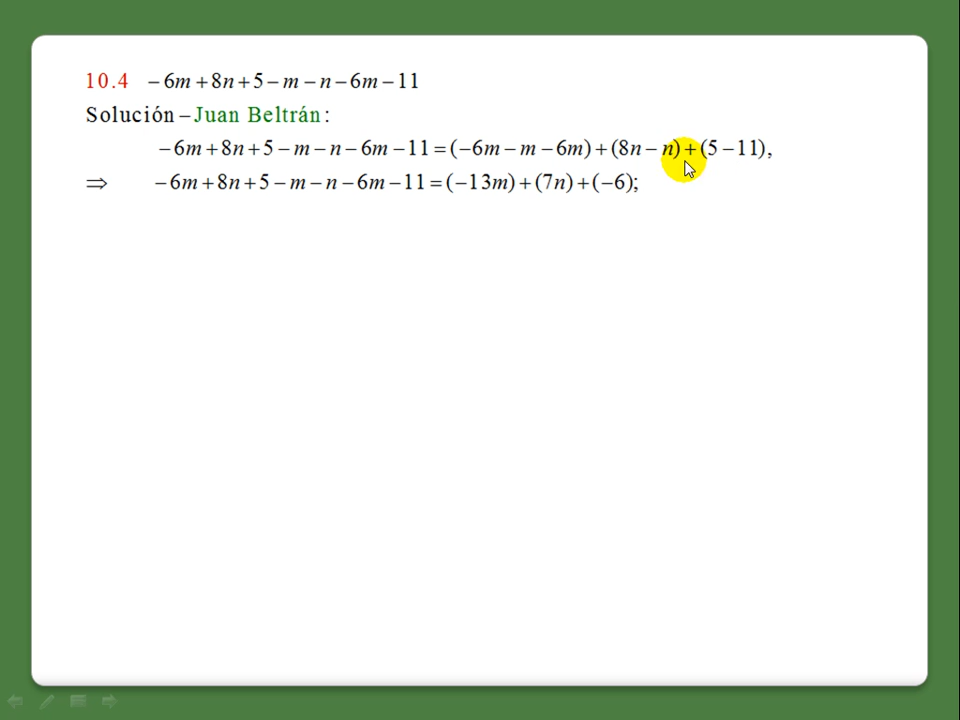 10.4 −6m+8n+5−m−n−6m−11
Solución−Juan Beltrán:
−6m+8n+5−m−n−6m−11=(−6m−m−6m)+(8n−n)+(5−11),
⇒ −6m+8n+5−m−n−6m−11=(−13m)+(7n)+(−6);